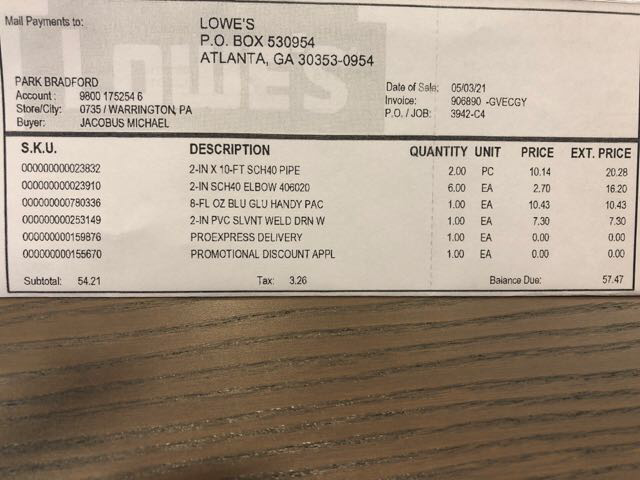 Mail Payments to:
LOWE'S
P.O. BOX 530954
ATLANTA, GA 30353-0954
LOWE'S
PARK BRADFORD
Account: 9800 175254 6
Store/City: 0735 / WARRINGTON, PA
Buyer: JACOBUS MICHAEL
Date of Sale: 05/03/21
Invoice: 906890 -GVECGY
P.O. / JOB: 3942-C4
S.K.U. DESCRIPTION QUANTITY UNIT PRICE EXT. PRICE
000000000023832 2-IN X 10-FT SCH40 PIPE 2.00 PC 10.14 20.28
000000000023910 2-IN SCH40 ELBOW 406020 6.00 EA 2.70 16.20
000000000780336 8-FL OZ BLU GLU HANDY PAC 1.00 EA 10.43 10.43
000000000253149 2-IN PVC SLVNT WELD DRN W 1.00 EA 7.30 7.30
000000000159876 PROEXPRESS DELIVERY 1.00 EA 0.00 0.00
000000000155670 PROMOTIONAL DISCOUNT APPL 1.00 EA 0.00 0.00
Subtotal: 54.21 Tax: 3.26 Balance Due: 57.47